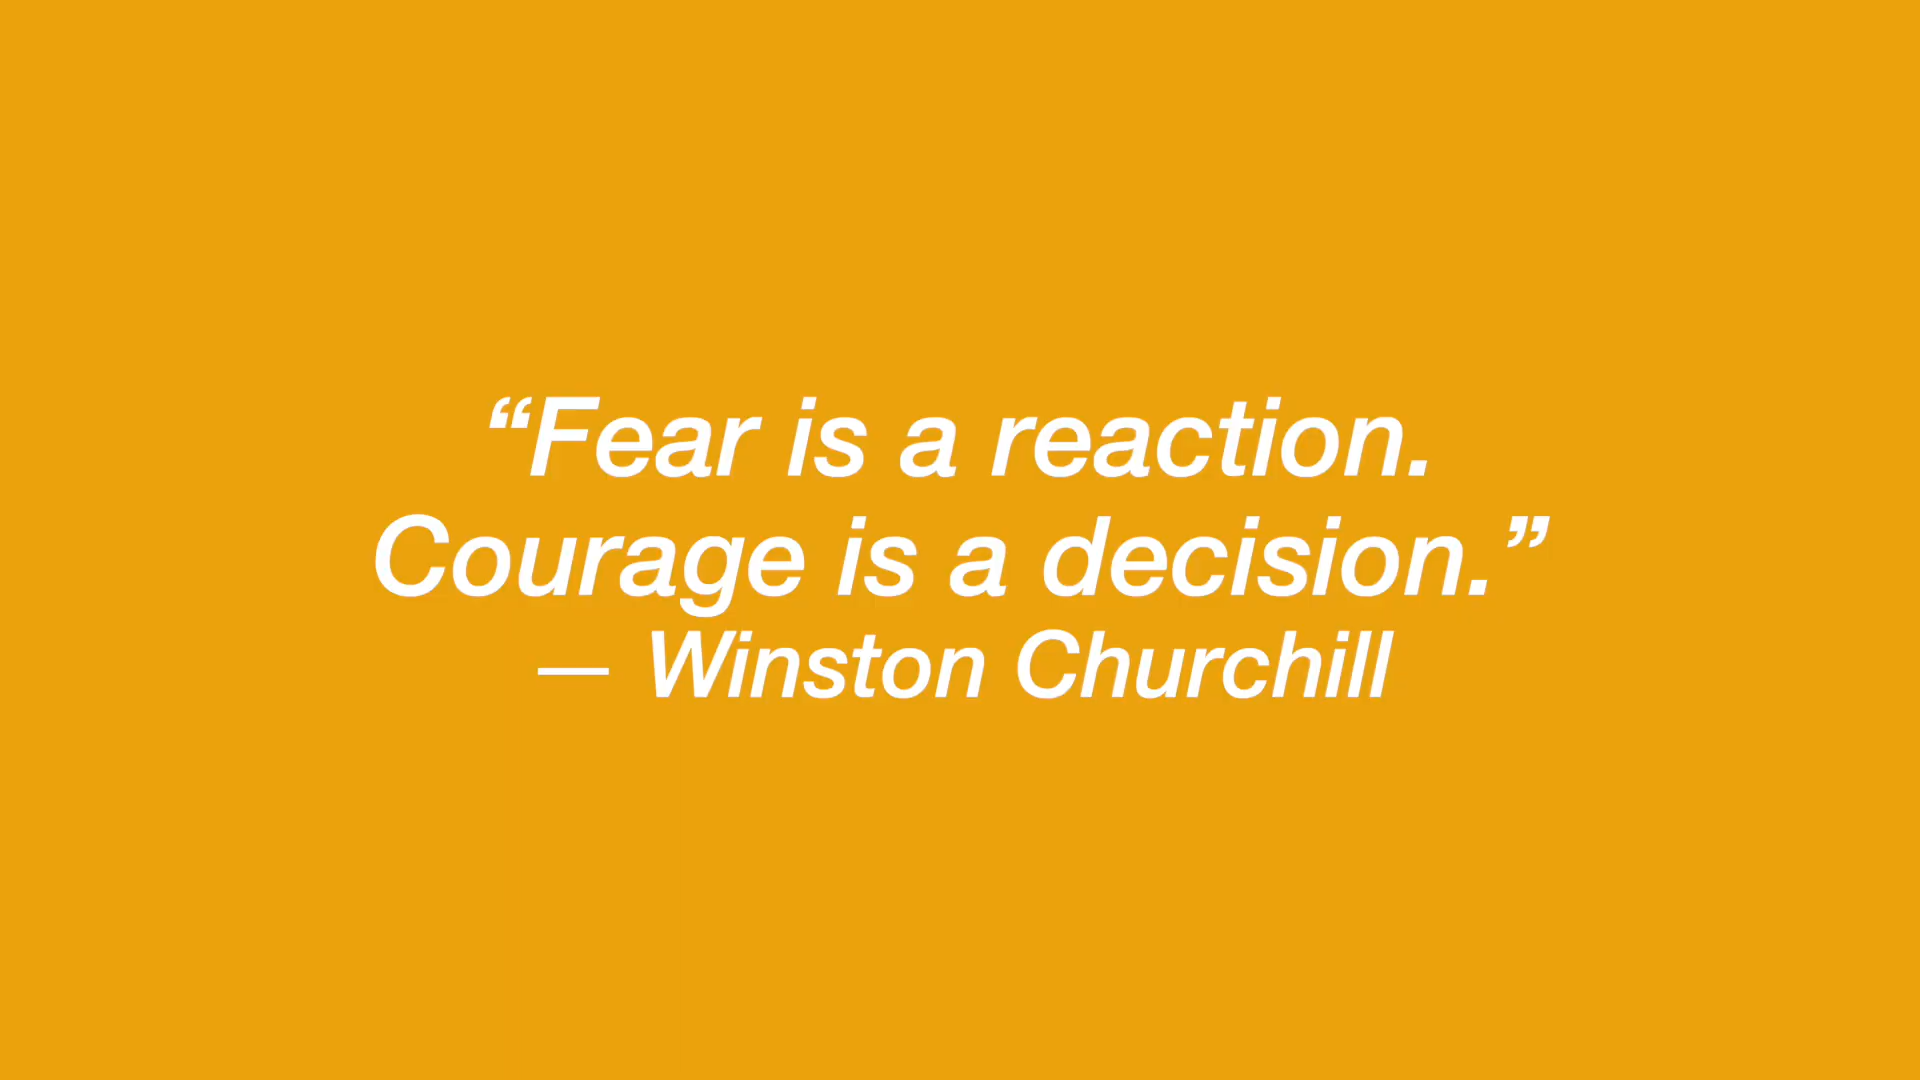 “Fear is a reaction.
Courage is a decision.”
— Winston Churchill